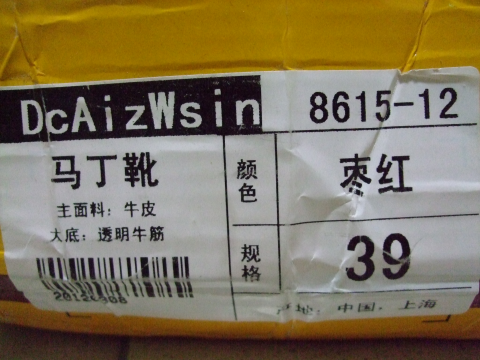 DcAizWsin
8615-12
马丁靴
颜色
枣红
主面料：牛皮
大底：透明牛筋
规格
39
产地：中国，上海